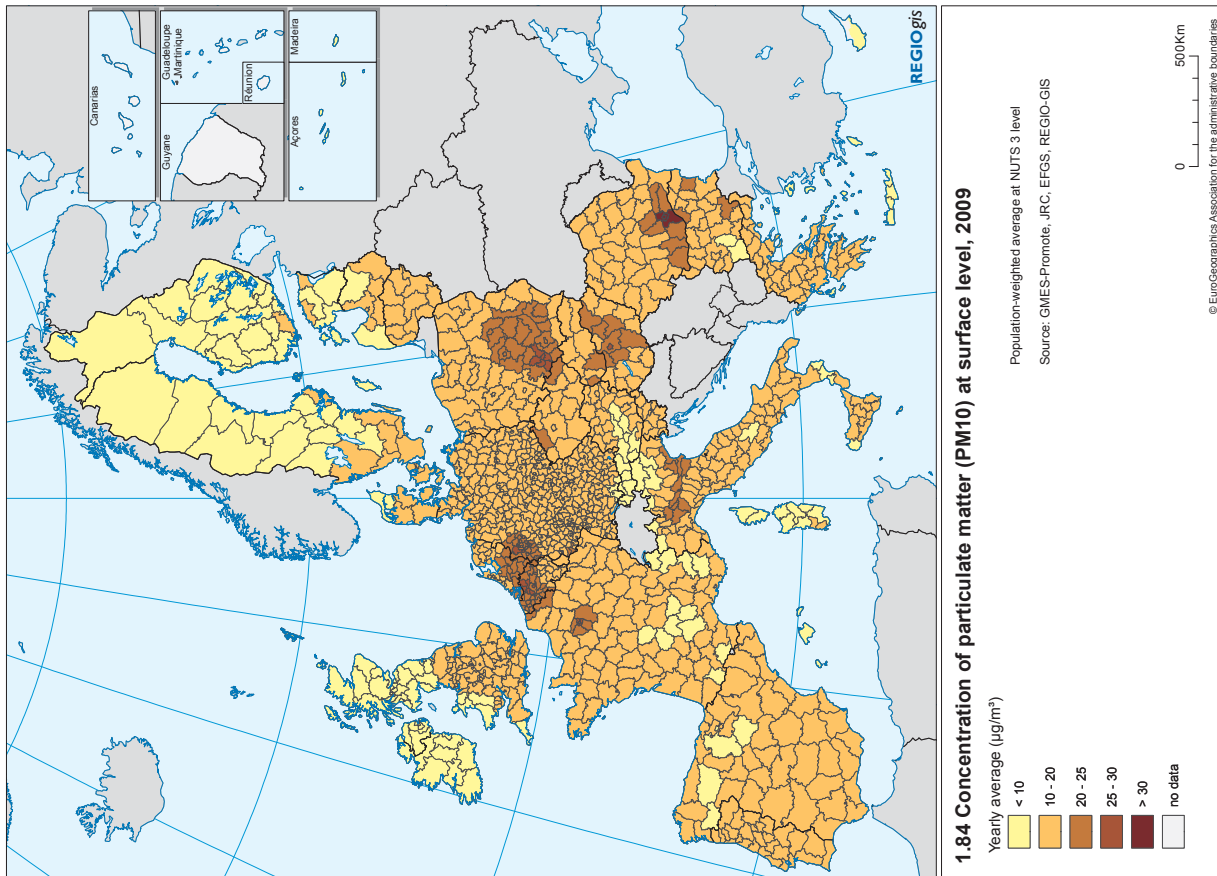 Canarias
Guyane
Guadeloupe
Martinique
Réunion
Açores
Madeira
REGIOgis
1.84 Concentration of particulate matter (PM10) at surface level, 2009
Yearly average (µg/m³)
< 10
10 - 20
20 - 25
25 - 30
> 30
no data
Population-weighted average at NUTS 3 level
Source: GMES-Promote, JRC, EFGS, REGIO-GIS
0 500Km
© EuroGeographics Association for the administrative boundaries